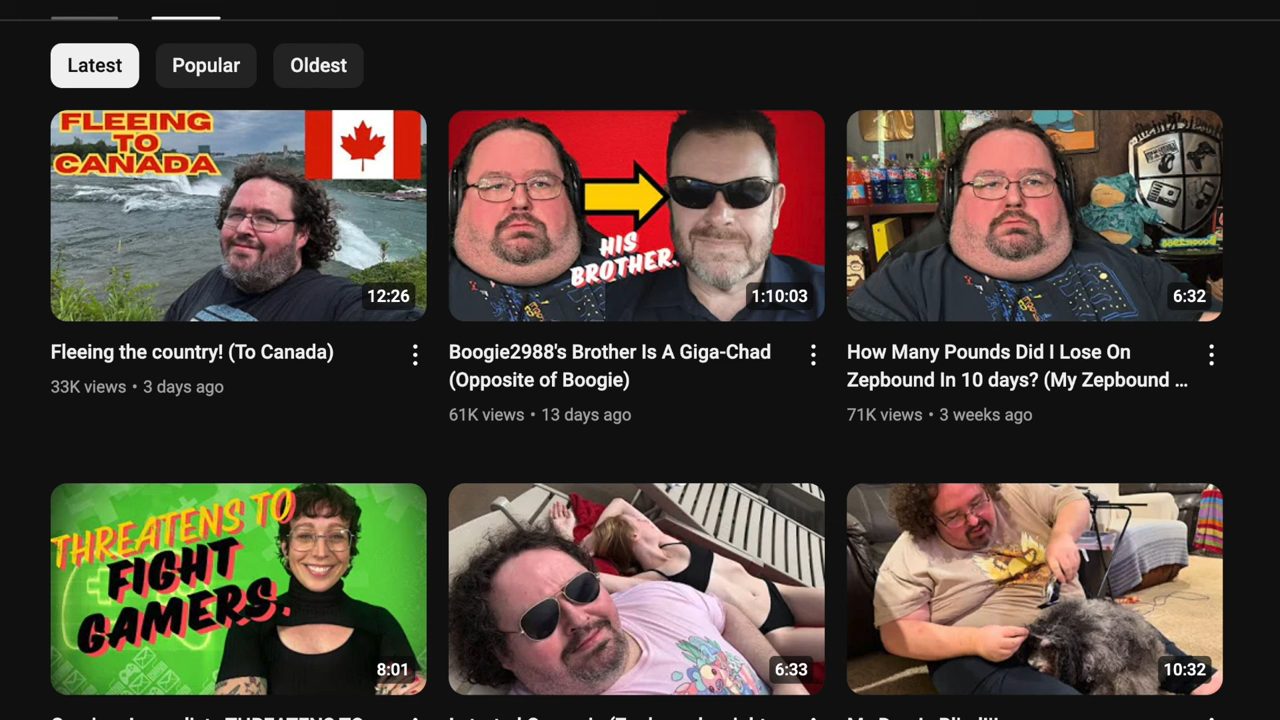 Latest
Popular
Oldest
FLEEING
TO
CANADA
12:26
HIS
BROTHER.
1:10:03
6:32
Fleeing the country! (To Canada)
33K views • 3 days ago
Boogie2988's Brother Is A Giga-Chad
(Opposite of Boogie)
61K views • 13 days ago
How Many Pounds Did I Lose On
Zepbound In 10 days? (My Zepbound ...
71K views • 3 weeks ago
THREATENS TO
FIGHT
GAMERS.
8:01
6:33
10:32